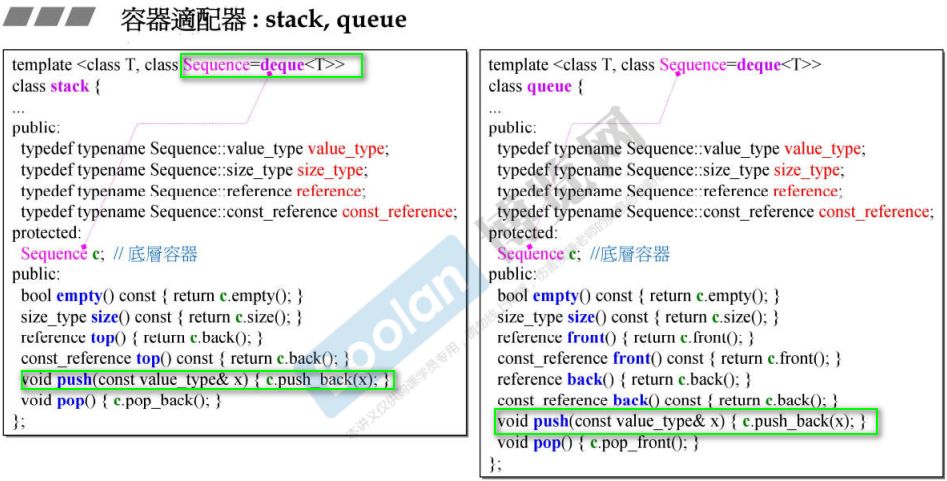 容器適配器 : stack, queue
template <class T, class Sequence=deque<T>>
class stack {
...
public:
typedef typename Sequence::value_type value_type;
typedef typename Sequence::size_type size_type;
typedef typename Sequence::reference reference;
typedef typename Sequence::const_reference const_reference;
protected:
Sequence c; // 底層容器
public:
bool empty() const { return c.empty(); }
size_type size() const { return c.size(); }
reference top() { return c.back(); }
const_reference top() const { return c.back(); }
void push(const value_type& x) { c.push_back(x); }
void pop() { c.pop_back(); }
};
template <class T, class Sequence=deque<T>>
class queue {
...
public:
typedef typename Sequence::value_type value_type;
typedef typename Sequence::size_type size_type;
typedef typename Sequence::reference reference;
typedef typename Sequence::const_reference const_reference;
protected:
Sequence c; //底層容器
public:
bool empty() const { return c.empty(); }
size_type size() const { return c.size(); }
reference front() { return c.front(); }
const_reference front() const { return c.front(); }
reference back() { return c.back(); }
const_reference back() const { return c.back(); }
void push(const value_type& x) { c.push_back(x); }
void pop() { c.pop_front(); }
};
boolan
博览网